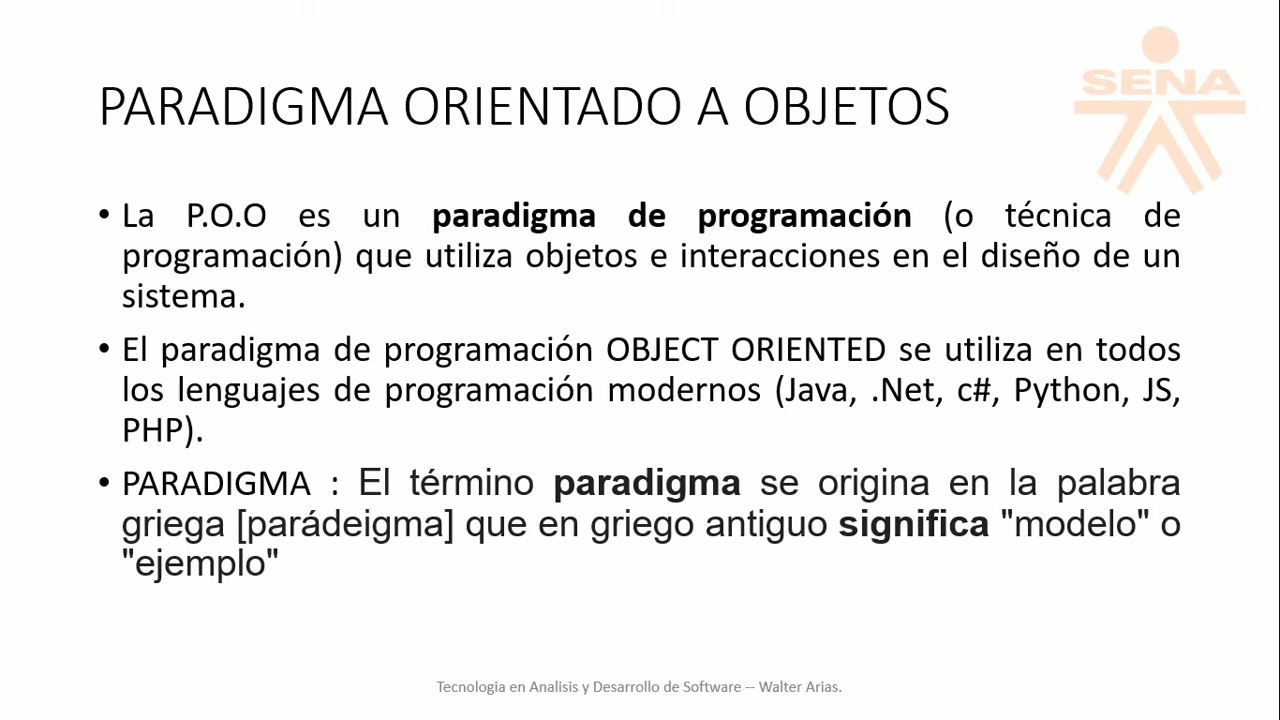 SENA
PARADIGMA ORIENTADO A OBJETOS
• La P.O.O es un paradigma de programación (o técnica de
programación) que utiliza objetos e interacciones en el diseño de un
sistema.
• El paradigma de programación OBJECT ORIENTED se utiliza en todos
los lenguajes de programación modernos (Java, .Net, c#, Python, JS,
PHP).
• PARADIGMA : El término paradigma se origina en la palabra
griega [parádeigma] que en griego antiguo significa "modelo" o
"ejemplo"
Tecnologia en Analisis y Desarrollo de Software -- Walter Arias.